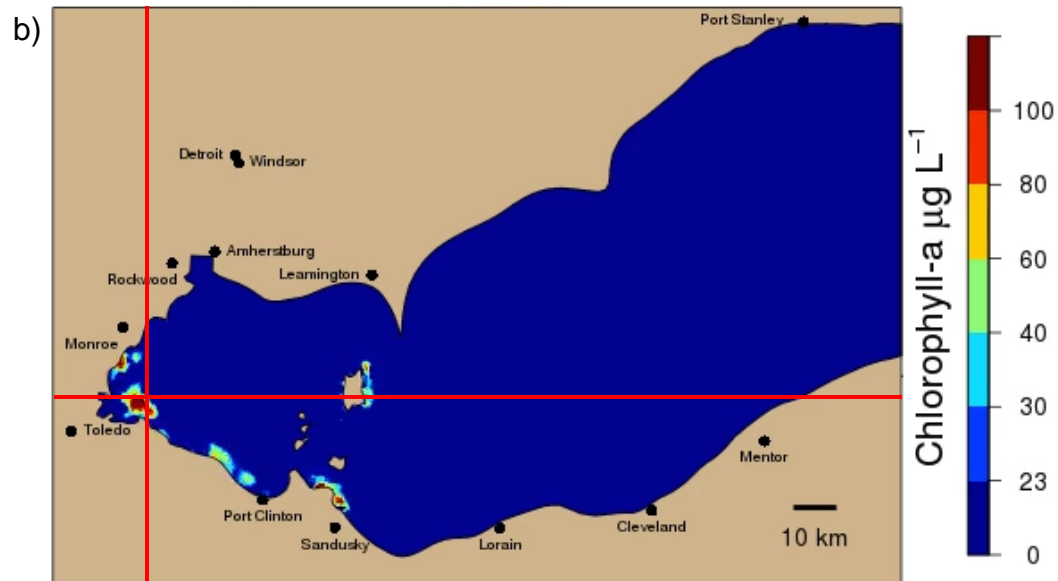 b)
Port Stanley
Detroit
Windsor
Amherstburg
Rockwood
Leamington
Monroe
Toledo
Mentor
Port Clinton
Cleveland
Sandusky
Lorain
10 km
Chlorophyll-a µg L⁻¹
100
80
60
40
30
23
0